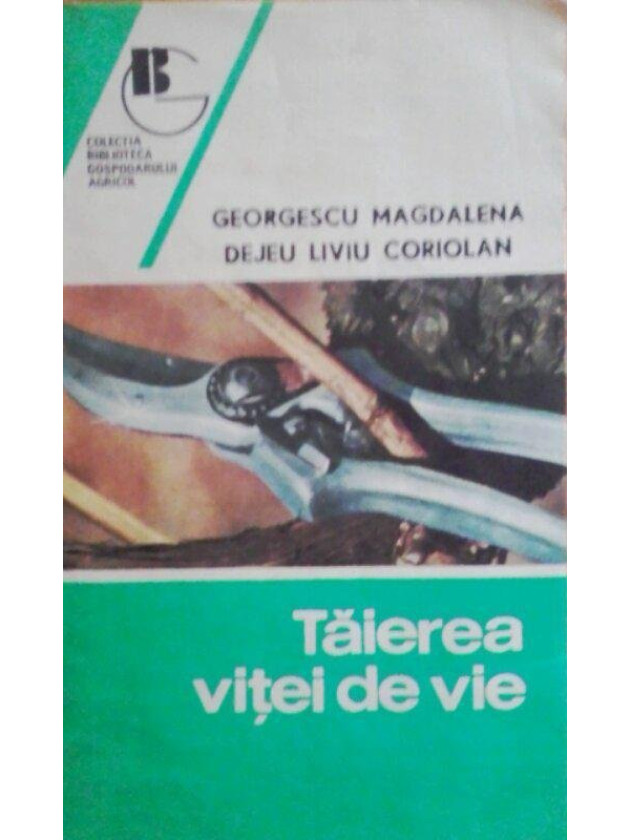 B G
COLECȚIA
BIBLIOTECA
GOSPODARULUI
AGRICOL
GEORGESCU MAGDALENA
DEJEU LIVIU CORIOLAN
Tăierea
viței de vie